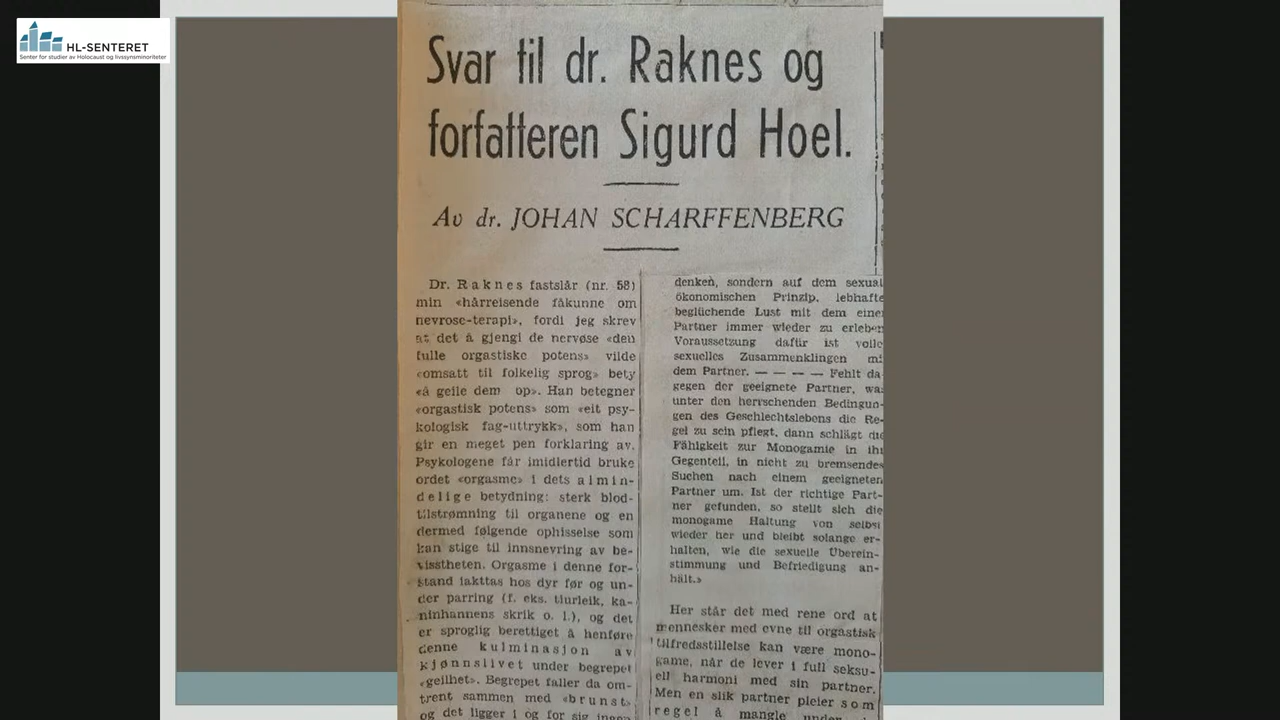 HL-SENTERET
Senter for studier av Holocaust og livssynsminoriteter
Svar til dr. Raknes og
forfatteren Sigurd Hoel.
Av dr. JOHAN SCHARFFENBERG
Dr. Raknes fastslår (nr. 58)
min «hårreisende fåkunne om
nevrose-terapi», fordi jeg skrev
at det å gjengi de nervøse «den
fulle orgastiske potens» vilde
«omsatt til folkelig sprog» bety
«å geile dem op». Han betegner
«orgastisk potens» som «eit psy-
kologisk fag-uttrykk», som han
gir en meget pen forklaring av.
Psykologene får imidlertid bruke
ordet «orgasme» i dets almin-
delige betydning: sterk blod-
tilstrømning til organene og en
dermed følgende ophisselse som
kan stige til innsnevring av be-
visstheten. Orgasme i denne for-
stand iakttas hos dyr før og un-
der parring (f. eks. tiurleik, ka-
ninhannens skrik o. l.), og det
er sproglig berettiget å henføre
denne kulminasjon av
kjønnslivet under begrepet
«geilhet». Begrepet faller da om-
trent sammen med «brunst»
og det ligger i og for sig ingen
denken, sondern auf dem sexual
ökonomischen Prinzip, lebhafte
beglückende Lust mit dem einen
Partner immer wieder zu erleben
Voraussetzung dafür ist volle
sexuelles Zusammenklingen mi
dem Partner. — — — — Fehlt da
gegen der geeignete Partner, was
unter den herrschenden Bedingun-
gen des Geschlechtslebens die Re-
gel zu sein pflegt, dann schlägt die
Fähigkeit zur Monogamie in ihr
Gegenteil, in nicht zu bremsendes
Suchen nach einem geeigneten
Partner um. Ist der richtige Part-
ner gefunden, so stellt sich die
monogame Haltung von selbst
wieder her und bleibt solange er-
halten, wie die sexuelle Überein-
stimmung und Befriedigung an-
hält.»
Her står det med rene ord at
mennesker med evne til orgastisk
tilfredsstillelse kan være mono-
game, når de lever i full seksu-
ell harmoni med sin partner.
Men en slik partner pleier som
regel å mangle